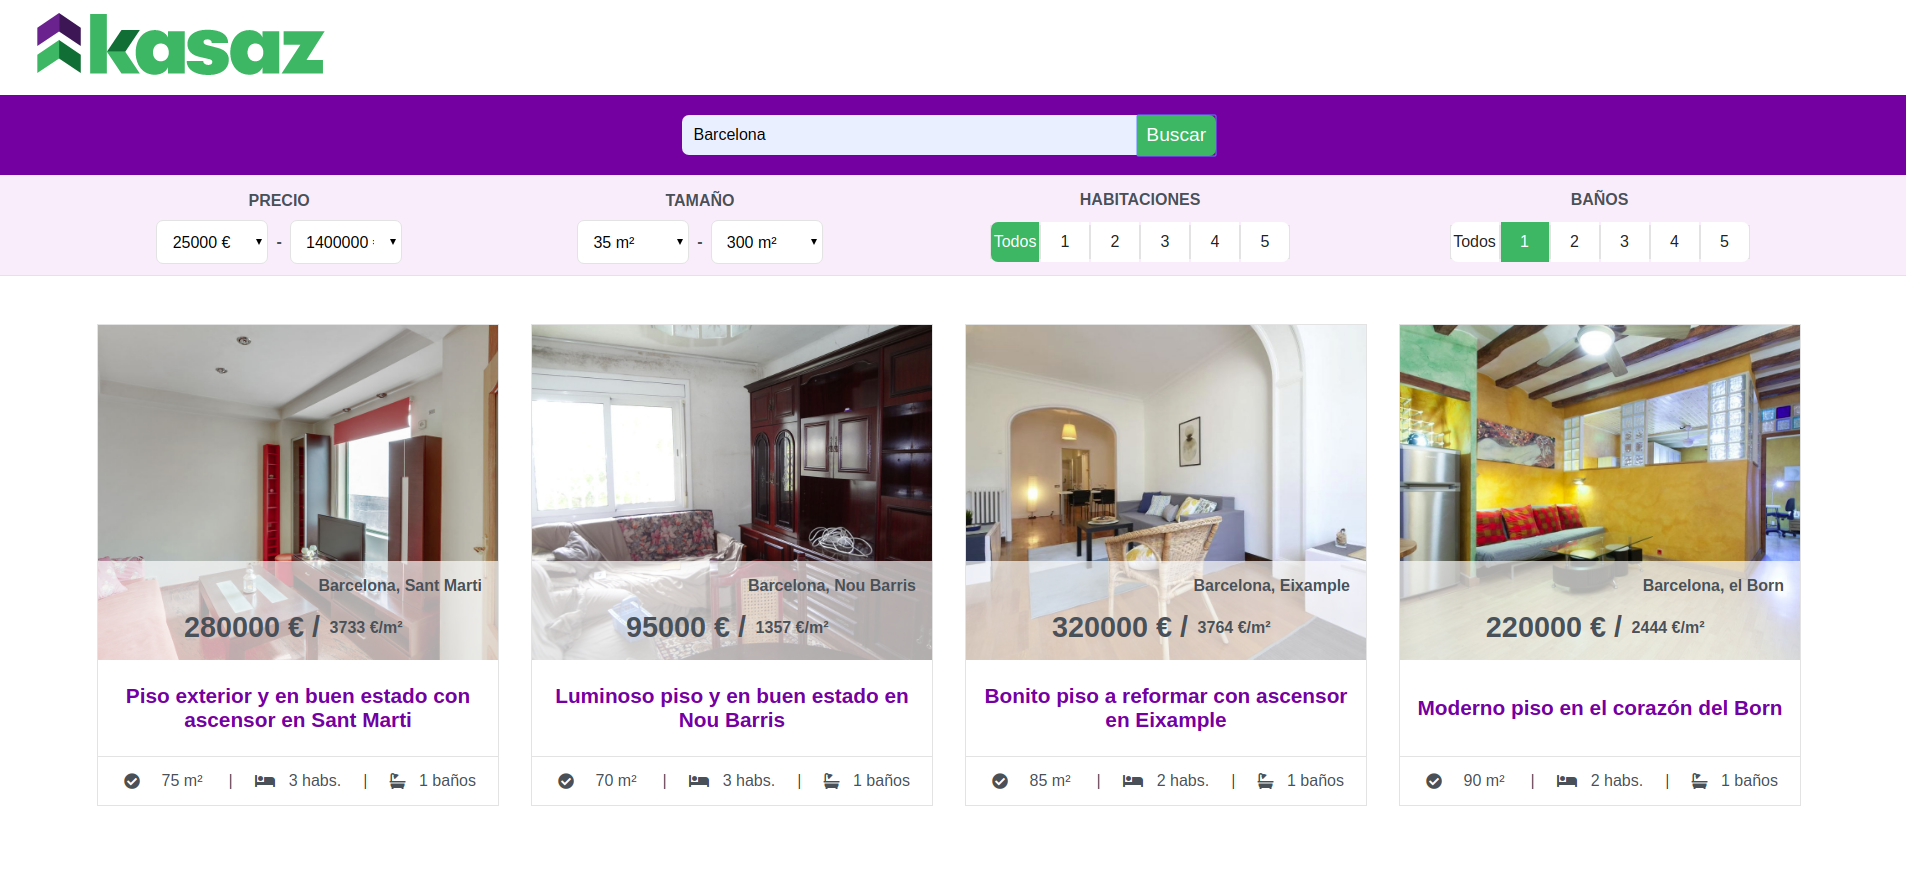 kasaz
Barcelona
Buscar
PRECIO
25000 €
-
1400000
TAMAÑO
35 m²
-
300 m²
HABITACIONES
Todos 1 2 3 4 5
BAÑOS
Todos 1 2 3 4 5
Barcelona, Sant Marti
280000 € / 3733 €/m²
Piso exterior y en buen estado con
ascensor en Sant Marti
75 m² | 3 habs. | 1 baños
Barcelona, Nou Barris
95000 € / 1357 €/m²
Luminoso piso y en buen estado en
Nou Barris
70 m² | 3 habs. | 1 baños
Barcelona, Eixample
320000 € / 3764 €/m²
Bonito piso a reformar con ascensor
en Eixample
85 m² | 2 habs. | 1 baños
Barcelona, el Born
220000 € / 2444 €/m²
Moderno piso en el corazón del Born
90 m² | 2 habs. | 1 baños